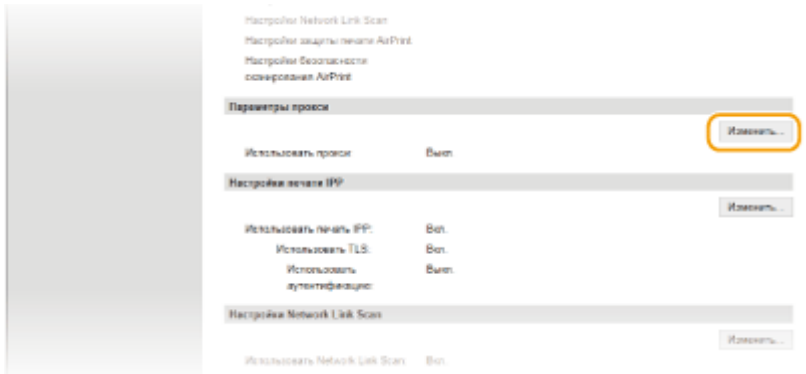 Настройки Network Link Scan
Настройки защиты печати AirPrint
Настройки безопасности
сканирования AirPrint
Параметры прокси
Изменить...
Использовать прокси: Выкл.
Настройки печати IPP
Изменить...
Использовать печать IPP: Вкл.
Использовать TLS: Вкл.
Использовать Выкл.
аутентификацию:
Настройки Network Link Scan
Изменить...
Использовать Network Link Scan: Вкл.